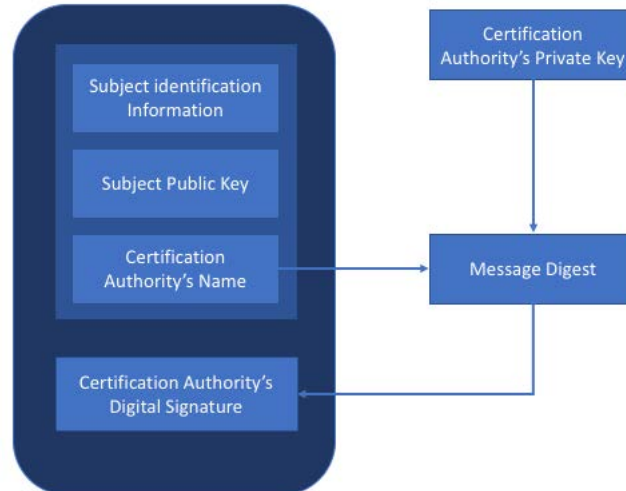 Subject identification
Information
Subject Public Key
Certification
Authority's Name
Certification Authority's
Digital Signature
Certification
Authority's Private Key
Message Digest